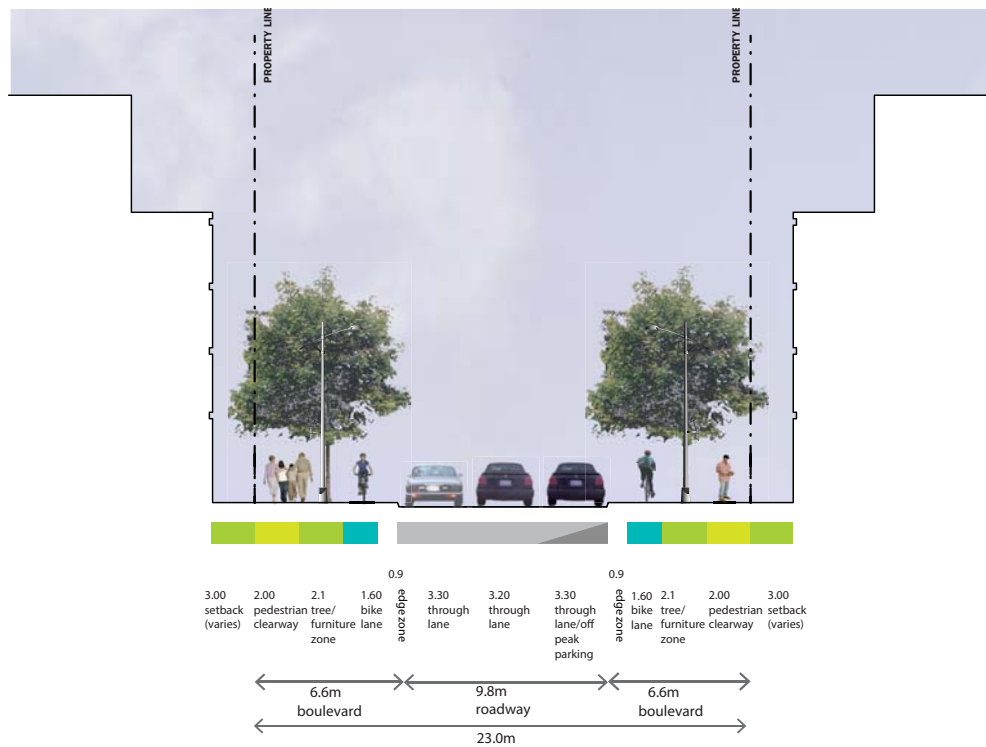 PROPERTY LINE
PROPERTY LINE
3.00
setback
(varies)
2.00
pedestrian
clearway
2.1
tree/
furniture
zone
1.60
bike
lane
0.9
edge zone
3.30
through
lane
3.20
through
lane
3.30
through
lane/off
peak
parking
0.9
edge zone
1.60
bike
lane
2.1
tree/
furniture
zone
2.00
pedestrian
clearway
3.00
setback
(varies)
6.6m
boulevard
9.8m
roadway
6.6m
boulevard
23.0m